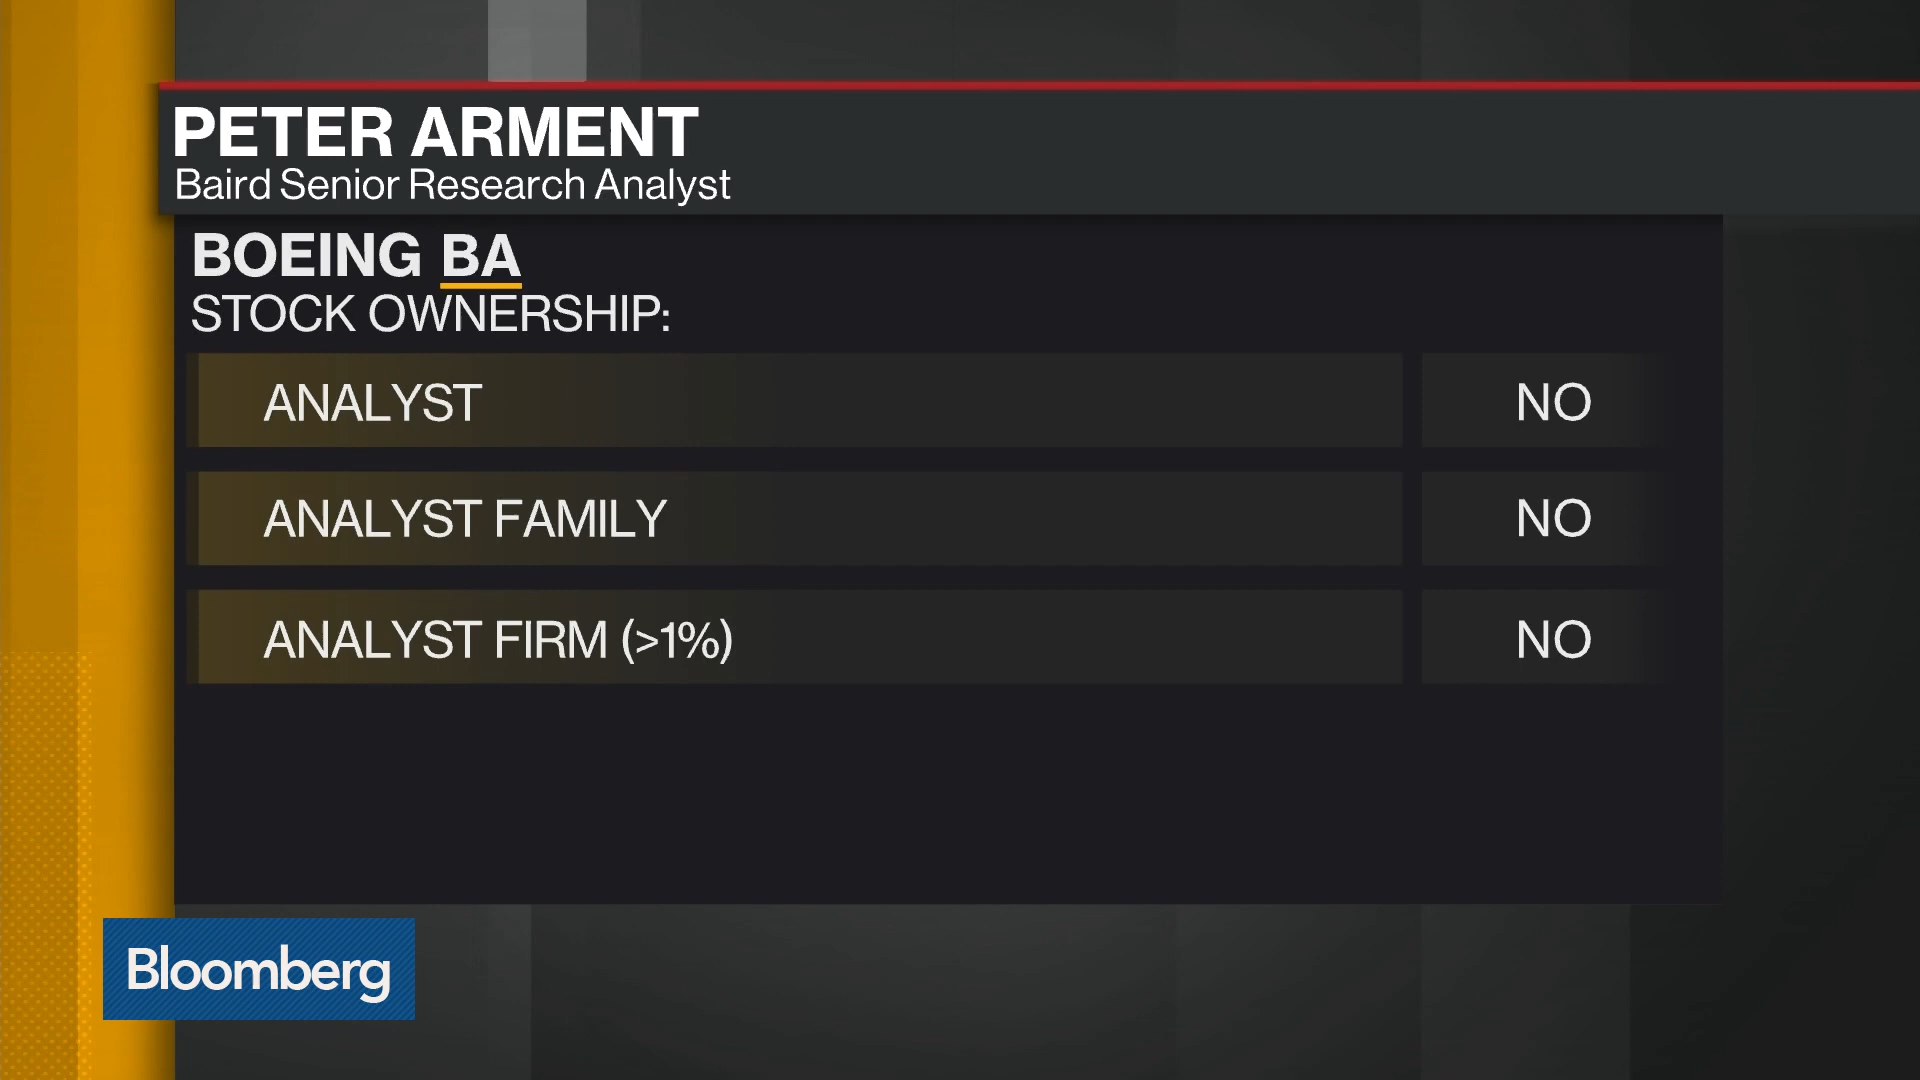 PETER ARMENT
Baird Senior Research Analyst
BOEING BA
STOCK OWNERSHIP:
ANALYST NO
ANALYST FAMILY NO
ANALYST FIRM (>1%) NO
Bloomberg